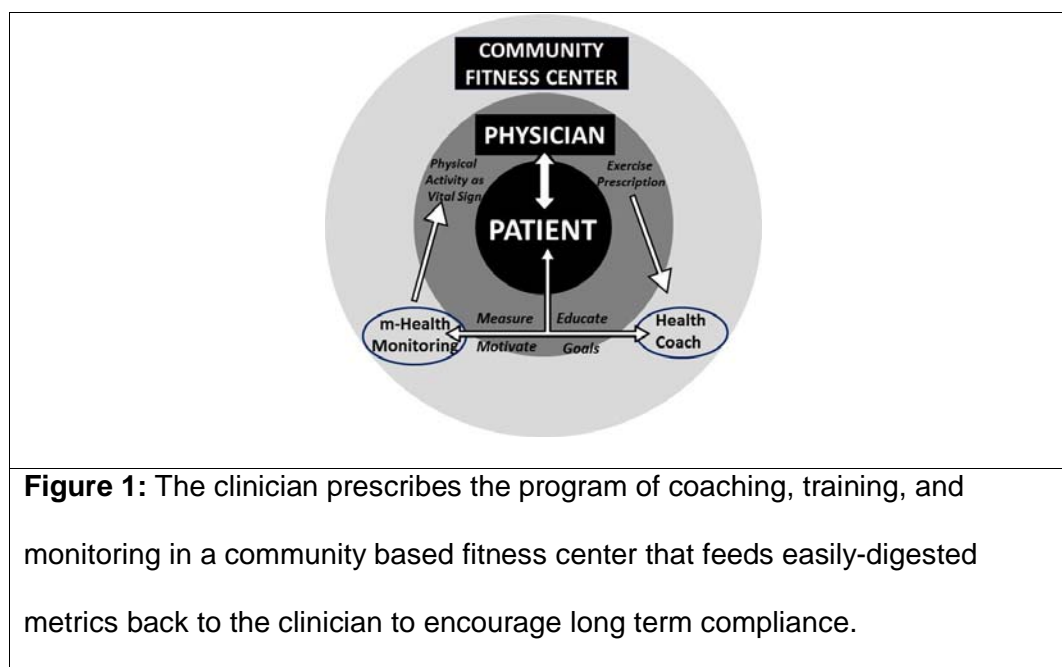 COMMUNITY
FITNESS CENTER
PHYSICIAN
Physical
Activity as
Vital Sign
Exercise
Prescription
PATIENT
m-Health
Monitoring
Measure
Educate
Motivate
Goals
Health
Coach
Figure 1: The clinician prescribes the program of coaching, training, and
monitoring in a community based fitness center that feeds easily-digested
metrics back to the clinician to encourage long term compliance.